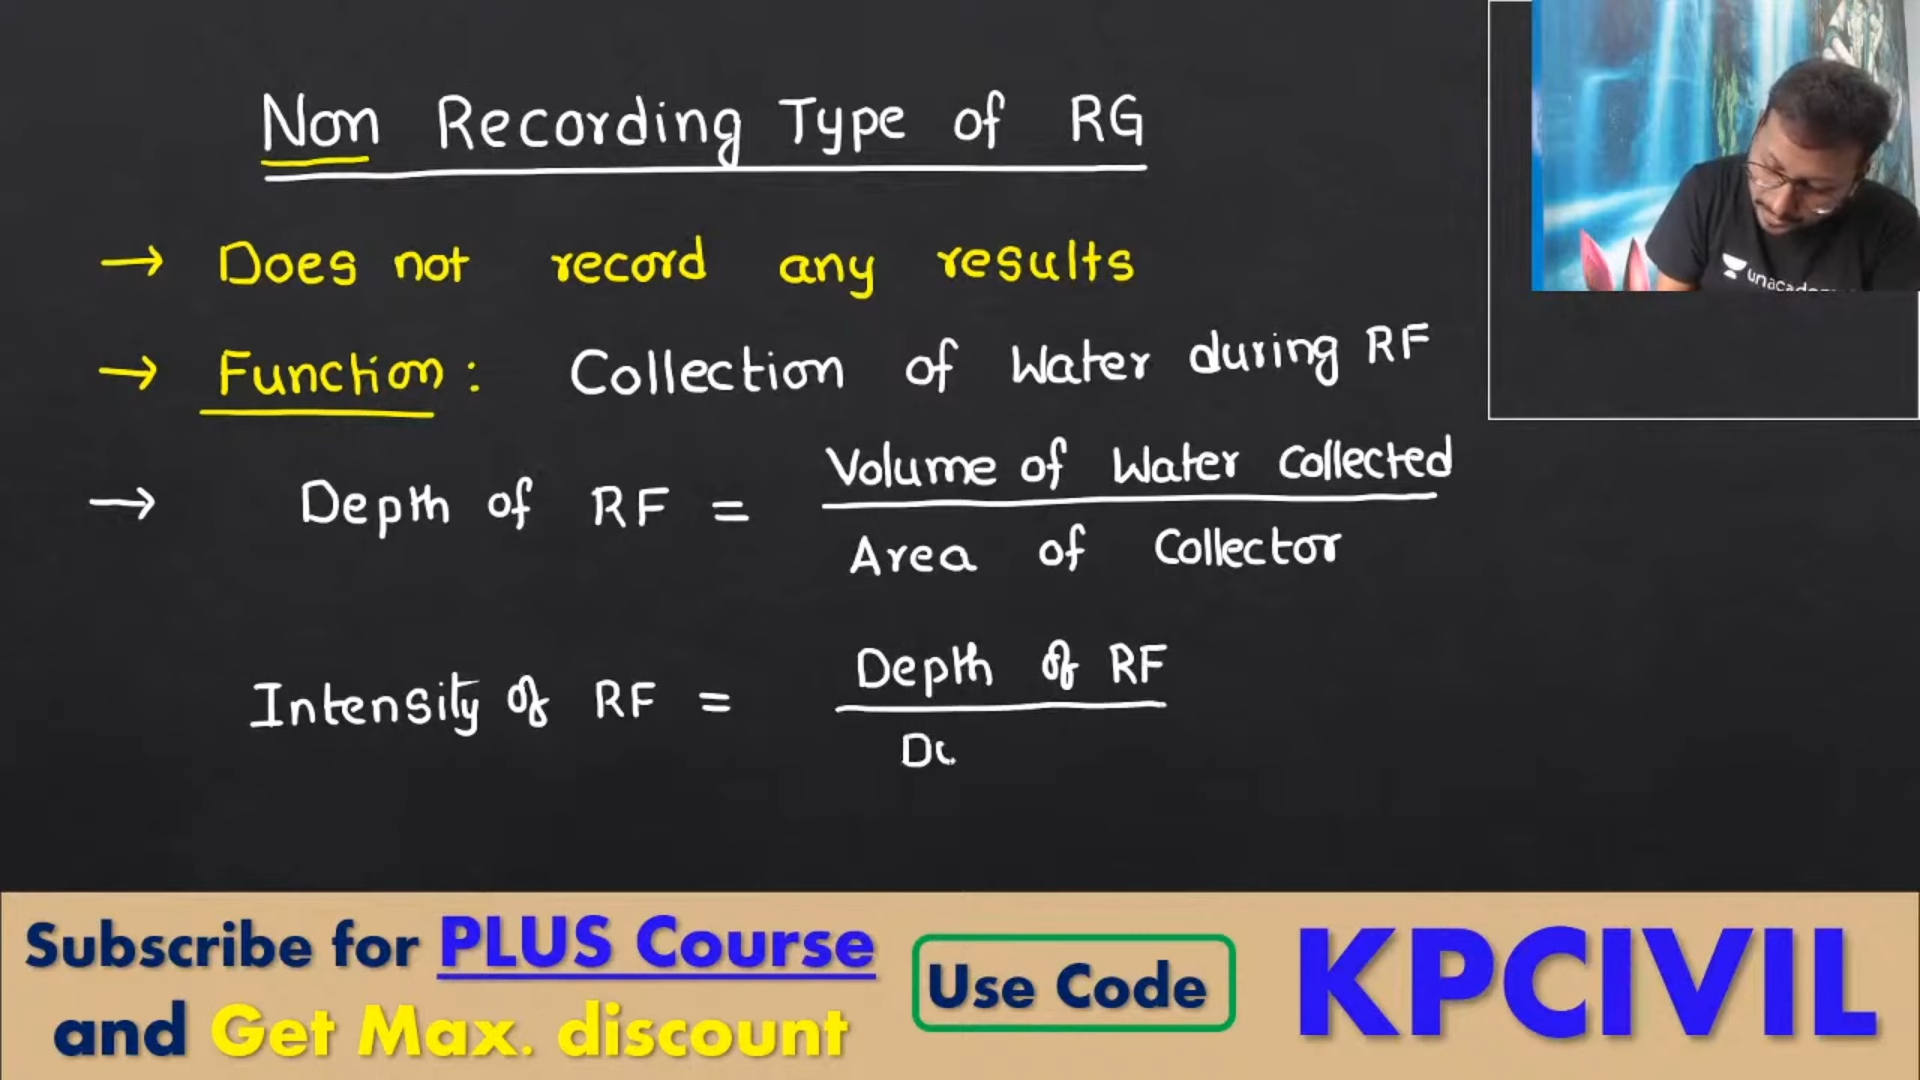 Non Recording Type of RG
→ Does not record any results
→ Function : Collection of Water during RF
→ Depth of RF = Volume of Water Collected
Area of Collector
Intensity of RF = Depth of RF
unacade
Subscribe for PLUS Course
and Get Max. discount
Use Code
KPCIVIL